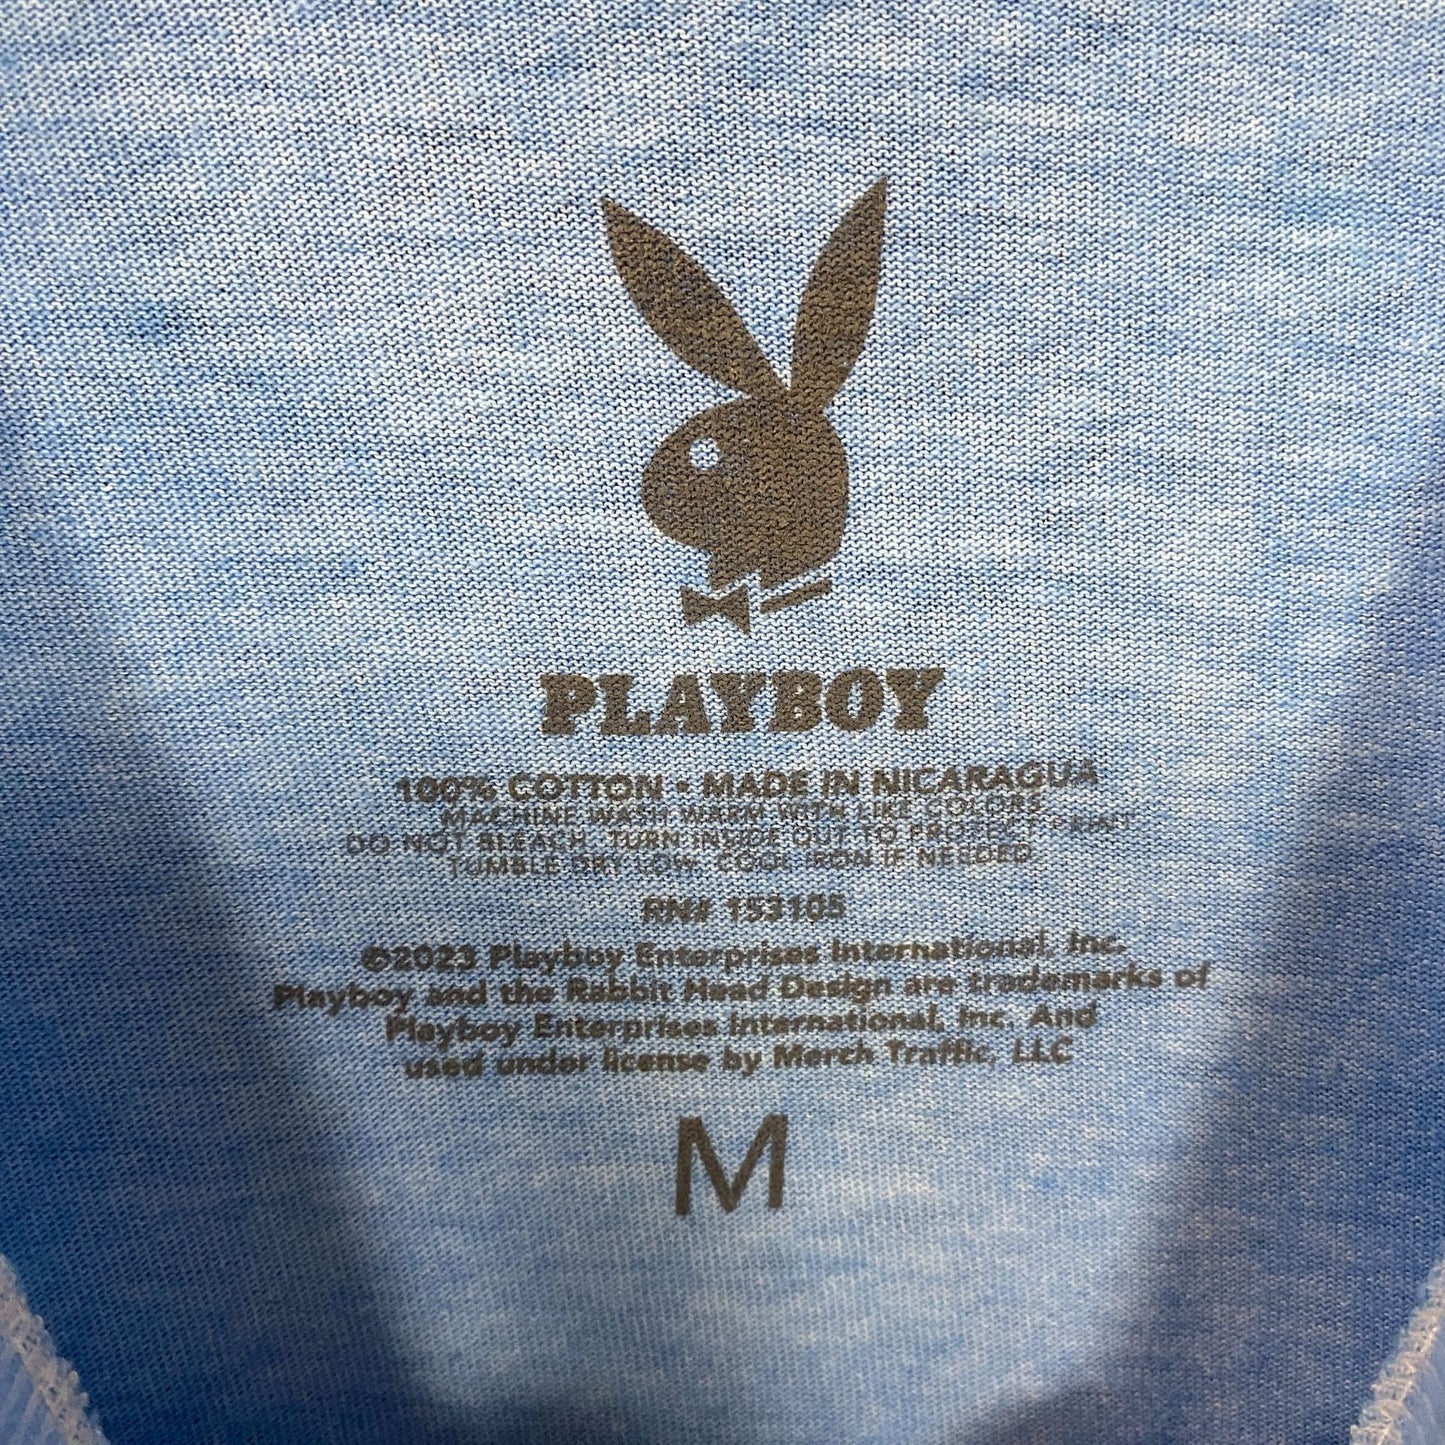 PLAYBOY
100% COTTON • MADE IN NICARAGUA
MACHINE WASH WARM WITH LIKE COLORS
DO NOT BLEACH. TURN INSIDE OUT TO PROTECT PRINT
TUMBLE DRY LOW. COOL IRON IF NEEDED.
RN# 153105
©2023 Playboy Enterprises International, Inc.
Playboy and the Rabbit Head Design are trademarks of
Playboy Enterprises International, Inc. And
used under license by Merch Traffic, LLC
M